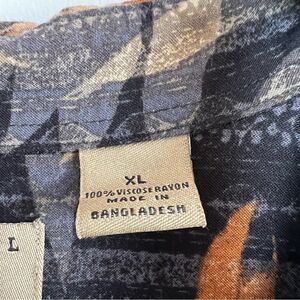 XL
100% VISCOSE RAYON
MADE IN
BANGLADESH
L